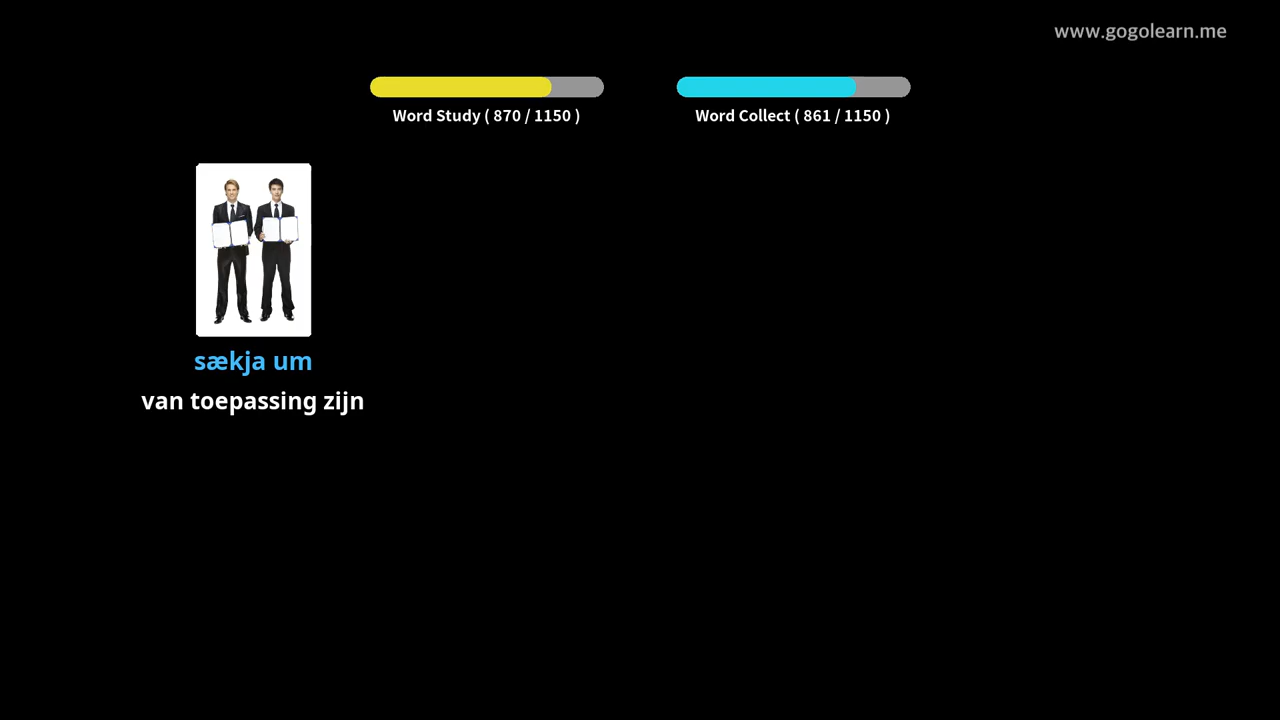 www.gogolearn.me
Word Study ( 870 / 1150 )
Word Collect ( 861 / 1150 )
sækja um
van toepassing zijn